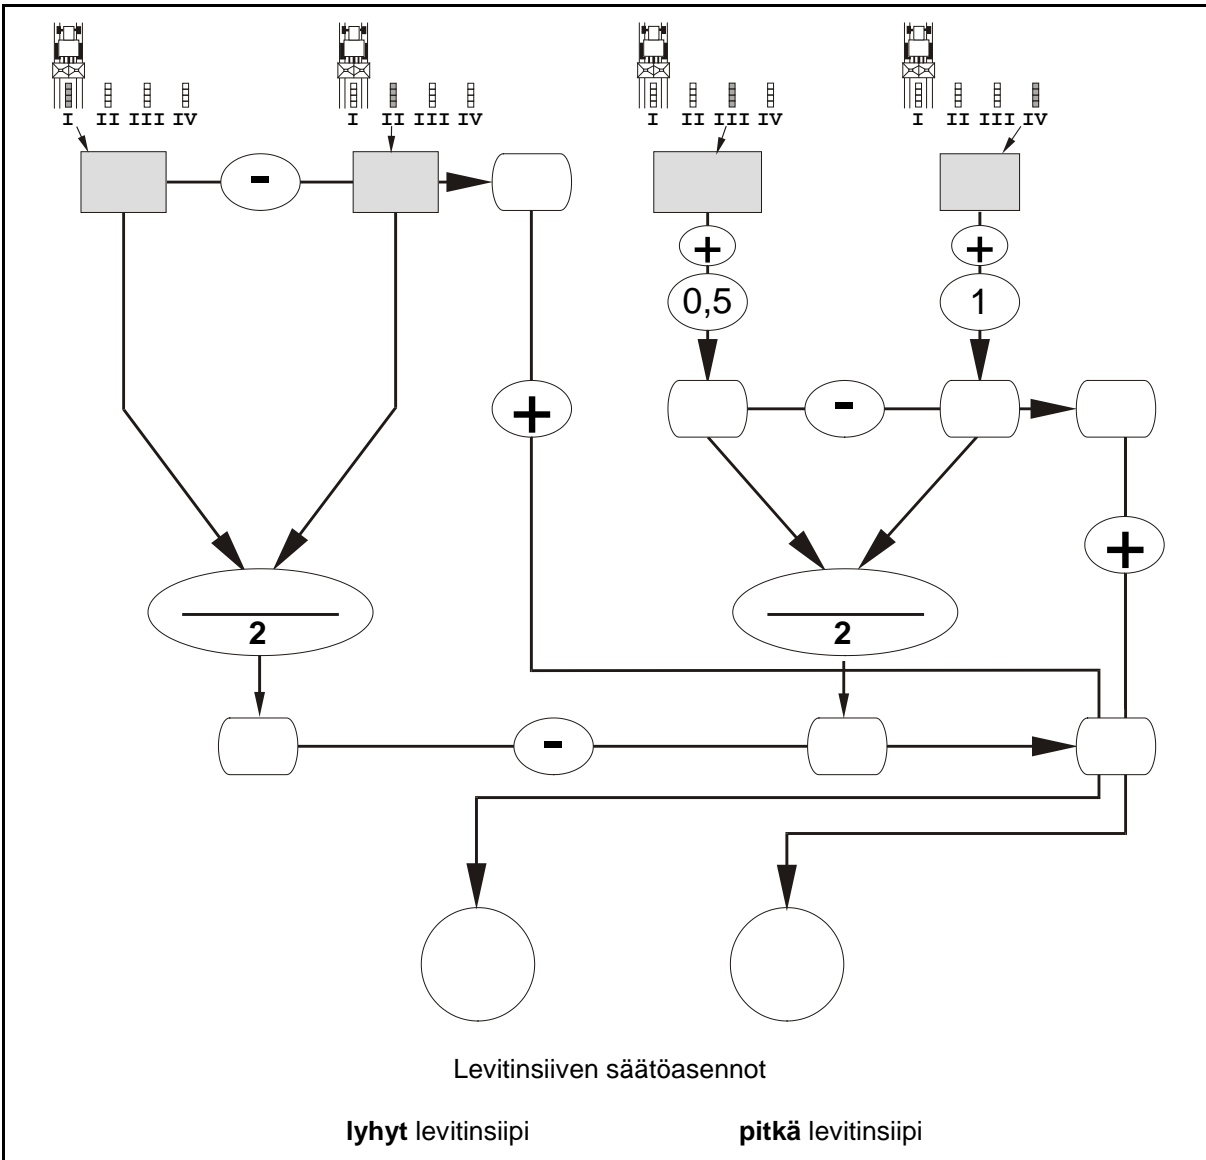 I II III IV I II III IV I II III IV I II III IV
- 
+ +
0,5 1
+ -
+
2 2
-
Levitinsiiven säätöasennot
lyhyt levitinsiipi pitkä levitinsiipi